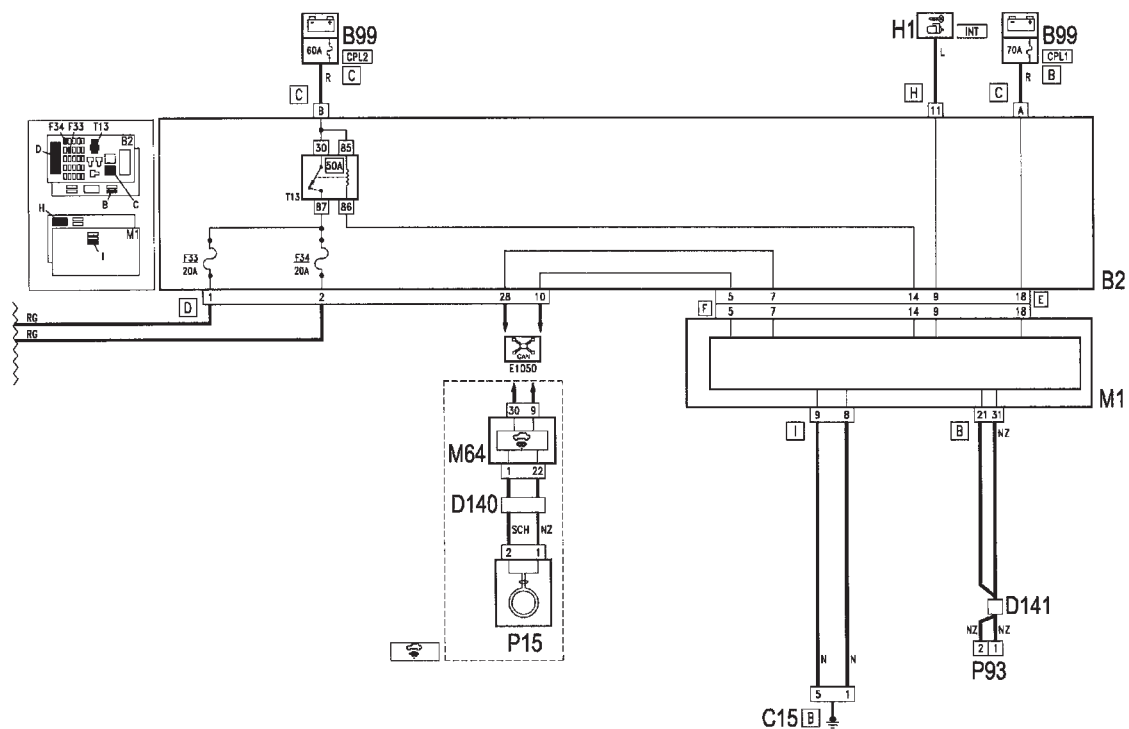 B99
60A
CPL2
C
R
C
B
H1
INT
L
H
11
B99
70A
CPL1
B
R
C
A
F34 F33 T13
B2
D
B
C
H
M1
I
30 85
50A
T13
87 86
F33
20A
F34
20A
B2
D
1 2 28 10
5 7 14 9 18
E
F
5 7 14 9 18
RG
RG
CAN
E1050
M1
30 9
M64
1 22
D140
SCH NZ
2 1
P15
9 8
I
21 31
B
NZ
D141
NZ NZ
2 1
P93
N N
5 1
C15 B